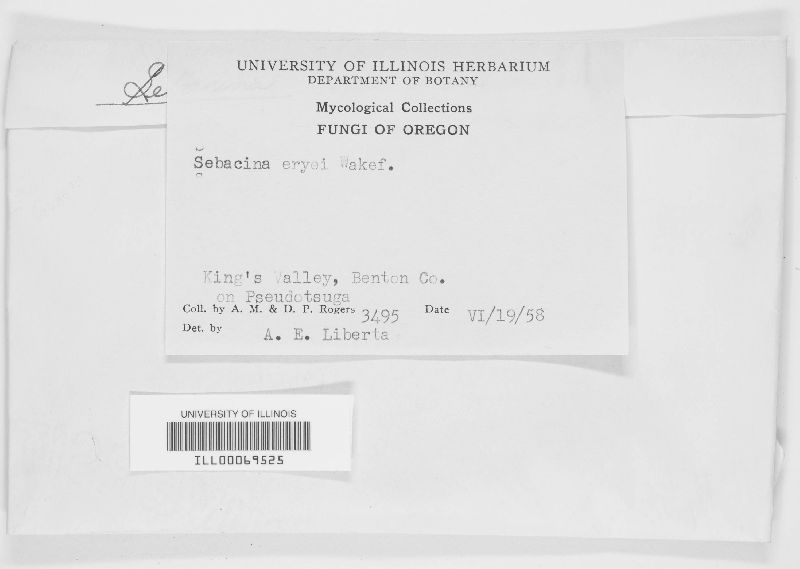 UNIVERSITY OF ILLINOIS HERBARIUM
DEPARTMENT OF BOTANY
Mycological Collections
FUNGI OF OREGON
Sebacina eryei Wakef.
King's Valley, Benton Co.
on Pseudotsuga
Coll. by A. M. & D. P. Rogers 3495 Date VI/19/58
Det. by A. E. Liberta
UNIVERSITY OF ILLINOIS
ILL00069525